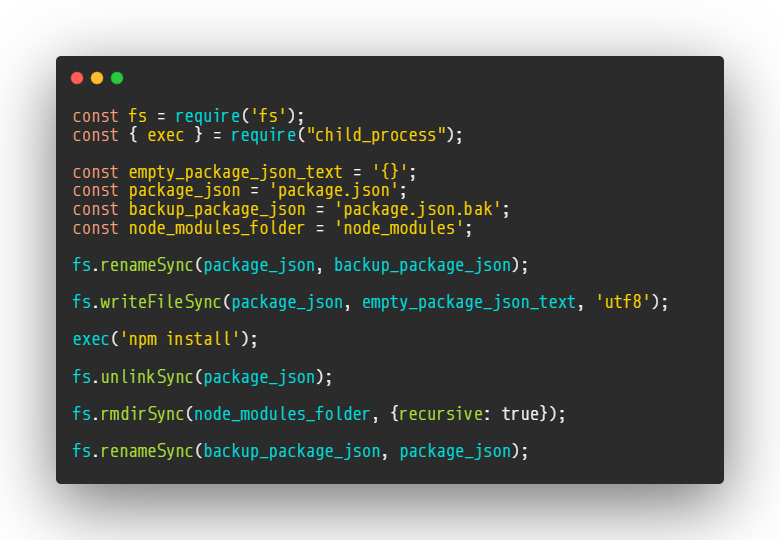 const fs = require('fs');
const { exec } = require("child_process");
const empty_package_json_text = '{}';
const package_json = 'package.json';
const backup_package_json = 'package.json.bak';
const node_modules_folder = 'node_modules';
fs.renameSync(package_json, backup_package_json);
fs.writeFileSync(package_json, empty_package_json_text, 'utf8');
exec('npm install');
fs.unlinkSync(package_json);
fs.rmdirSync(node_modules_folder, {recursive: true});
fs.renameSync(backup_package_json, package_json);